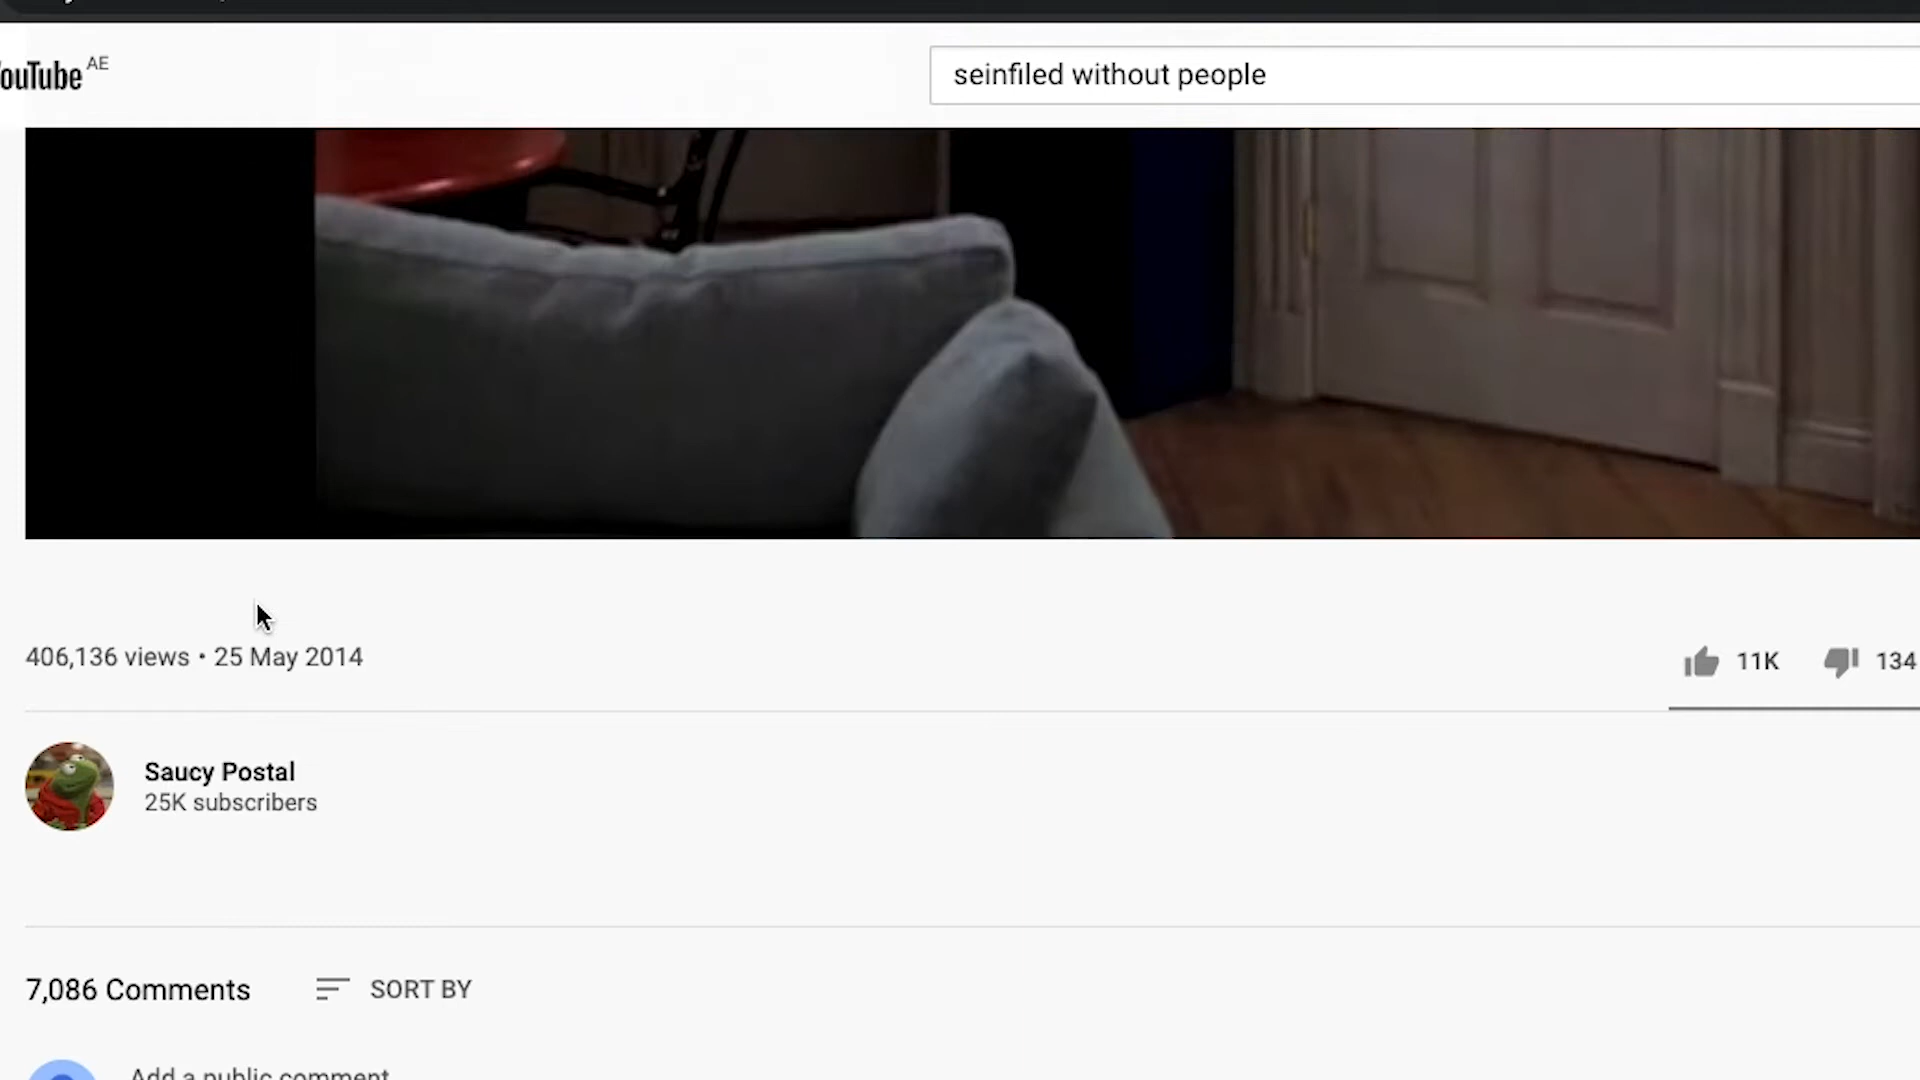 ouTube AE
seinfiled without people
406,136 views • 25 May 2014
11K
134
Saucy Postal
25K subscribers
7,086 Comments
SORT BY
Add a public comment